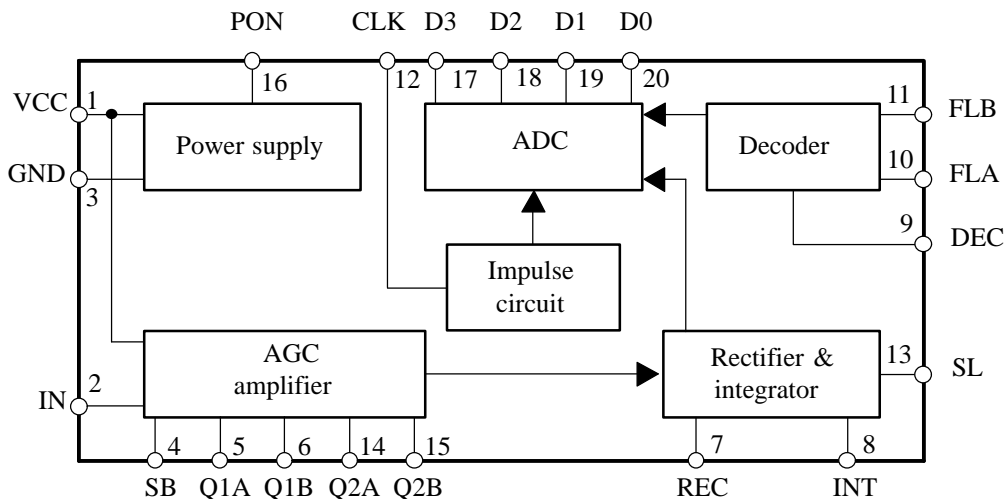 PON CLK D3 D2 D1 D0
16 12 17 18 19 20
VCC 1 11 FLB
Power supply ADC Decoder
GND 3 10 FLA
9 DEC
Impulse
circuit
AGC
amplifier
Rectifier &
integrator
13 SL
IN 2
4 5 6 14 15 7 8
SB Q1A Q1B Q2A Q2B REC INT